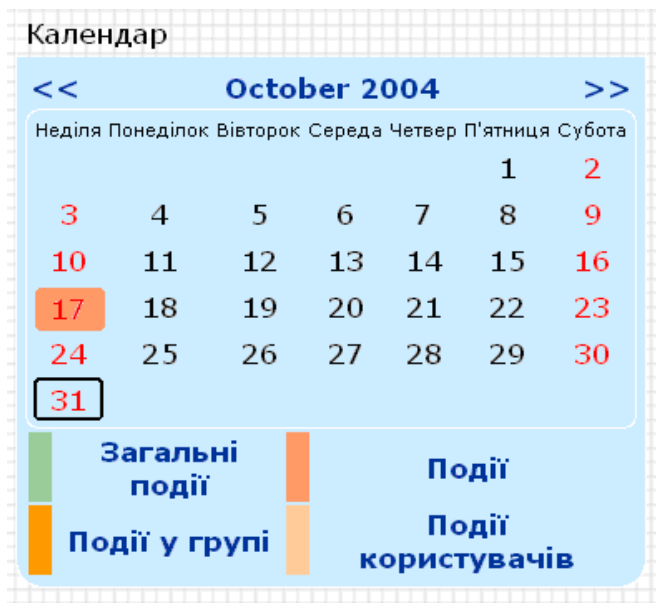 Календар
<< October 2004 >>
Неділя Понеділок Вівторок Середа Четвер П'ятниця Субота
1 2
3 4 5 6 7 8 9
10 11 12 13 14 15 16
17 18 19 20 21 22 23
24 25 26 27 28 29 30
31
Загальні
події
Події
Події у групі
Події
користувачів